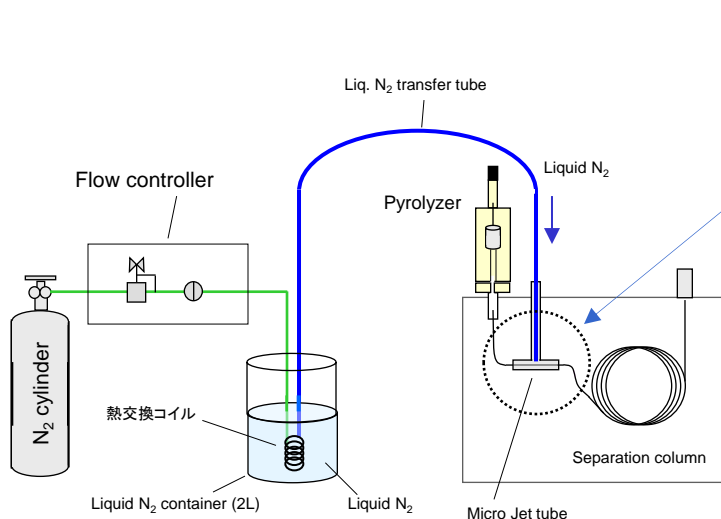 Liq. N₂ transfer tube
Flow controller
Pyrolyzer
Liquid N₂
N₂ cylinder
熱交換コイル
Separation column
Liquid N₂ container (2L)
Liquid N₂
Micro Jet tube